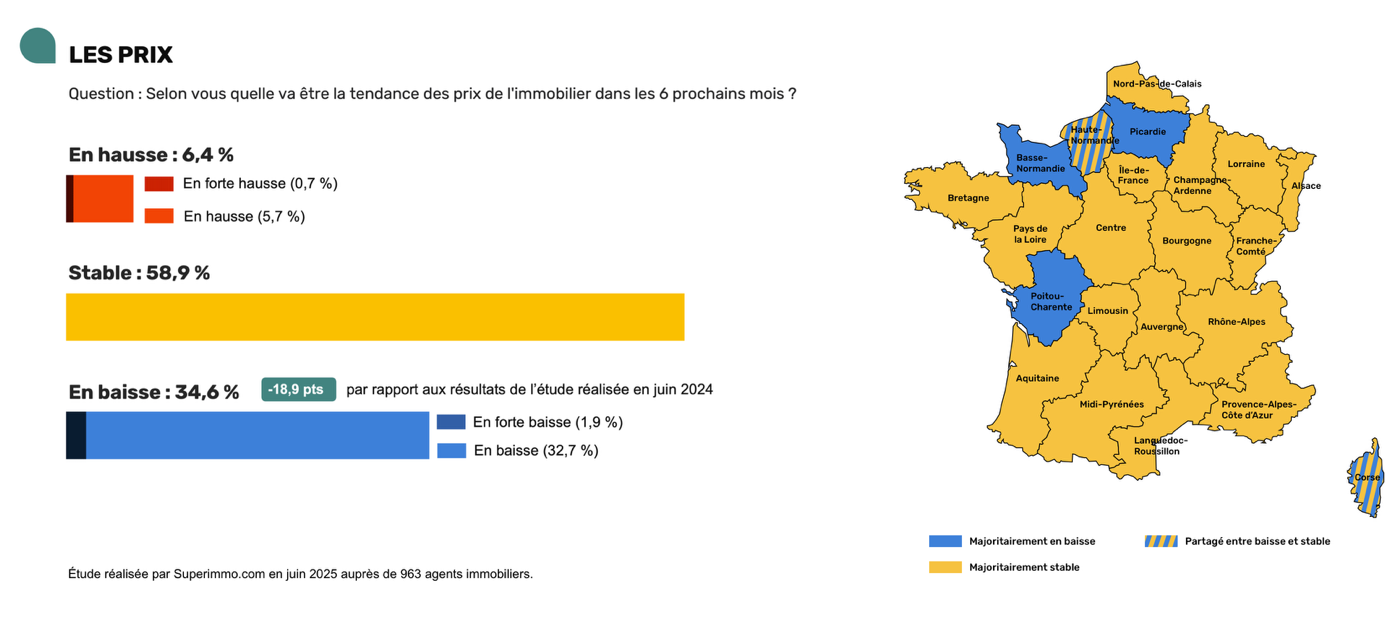 LES PRIX
Question : Selon vous quelle va être la tendance des prix de l'immobilier dans les 6 prochains mois ?
En hausse : 6,4 %
En forte hausse (0,7 %)
En hausse (5,7 %)
Stable : 58,9 %
En baisse : 34,6 %
-18,9 pts
par rapport aux résultats de l'étude réalisée en juin 2024
En forte baisse (1,9 %)
En baisse (32,7 %)
Étude réalisée par Superimmo.com en juin 2025 auprès de 963 agents immobiliers.
Nord-Pas-de-Calais
Haute-
Normandie
Picardie
Basse-
Normandie
Île-de-
France
Champagne-
Ardenne
Lorraine
Alsace
Bretagne
Pays de
la Loire
Centre
Bourgogne
Franche-
Comté
Poitou-
Charente
Limousin
Auvergne
Rhône-Alpes
Aquitaine
Midi-Pyrénées
Provence-Alpes-
Côte d'Azur
Languedoc-
Roussillon
Corse
Majoritairement en baisse
Partagé entre baisse et stable
Majoritairement stable